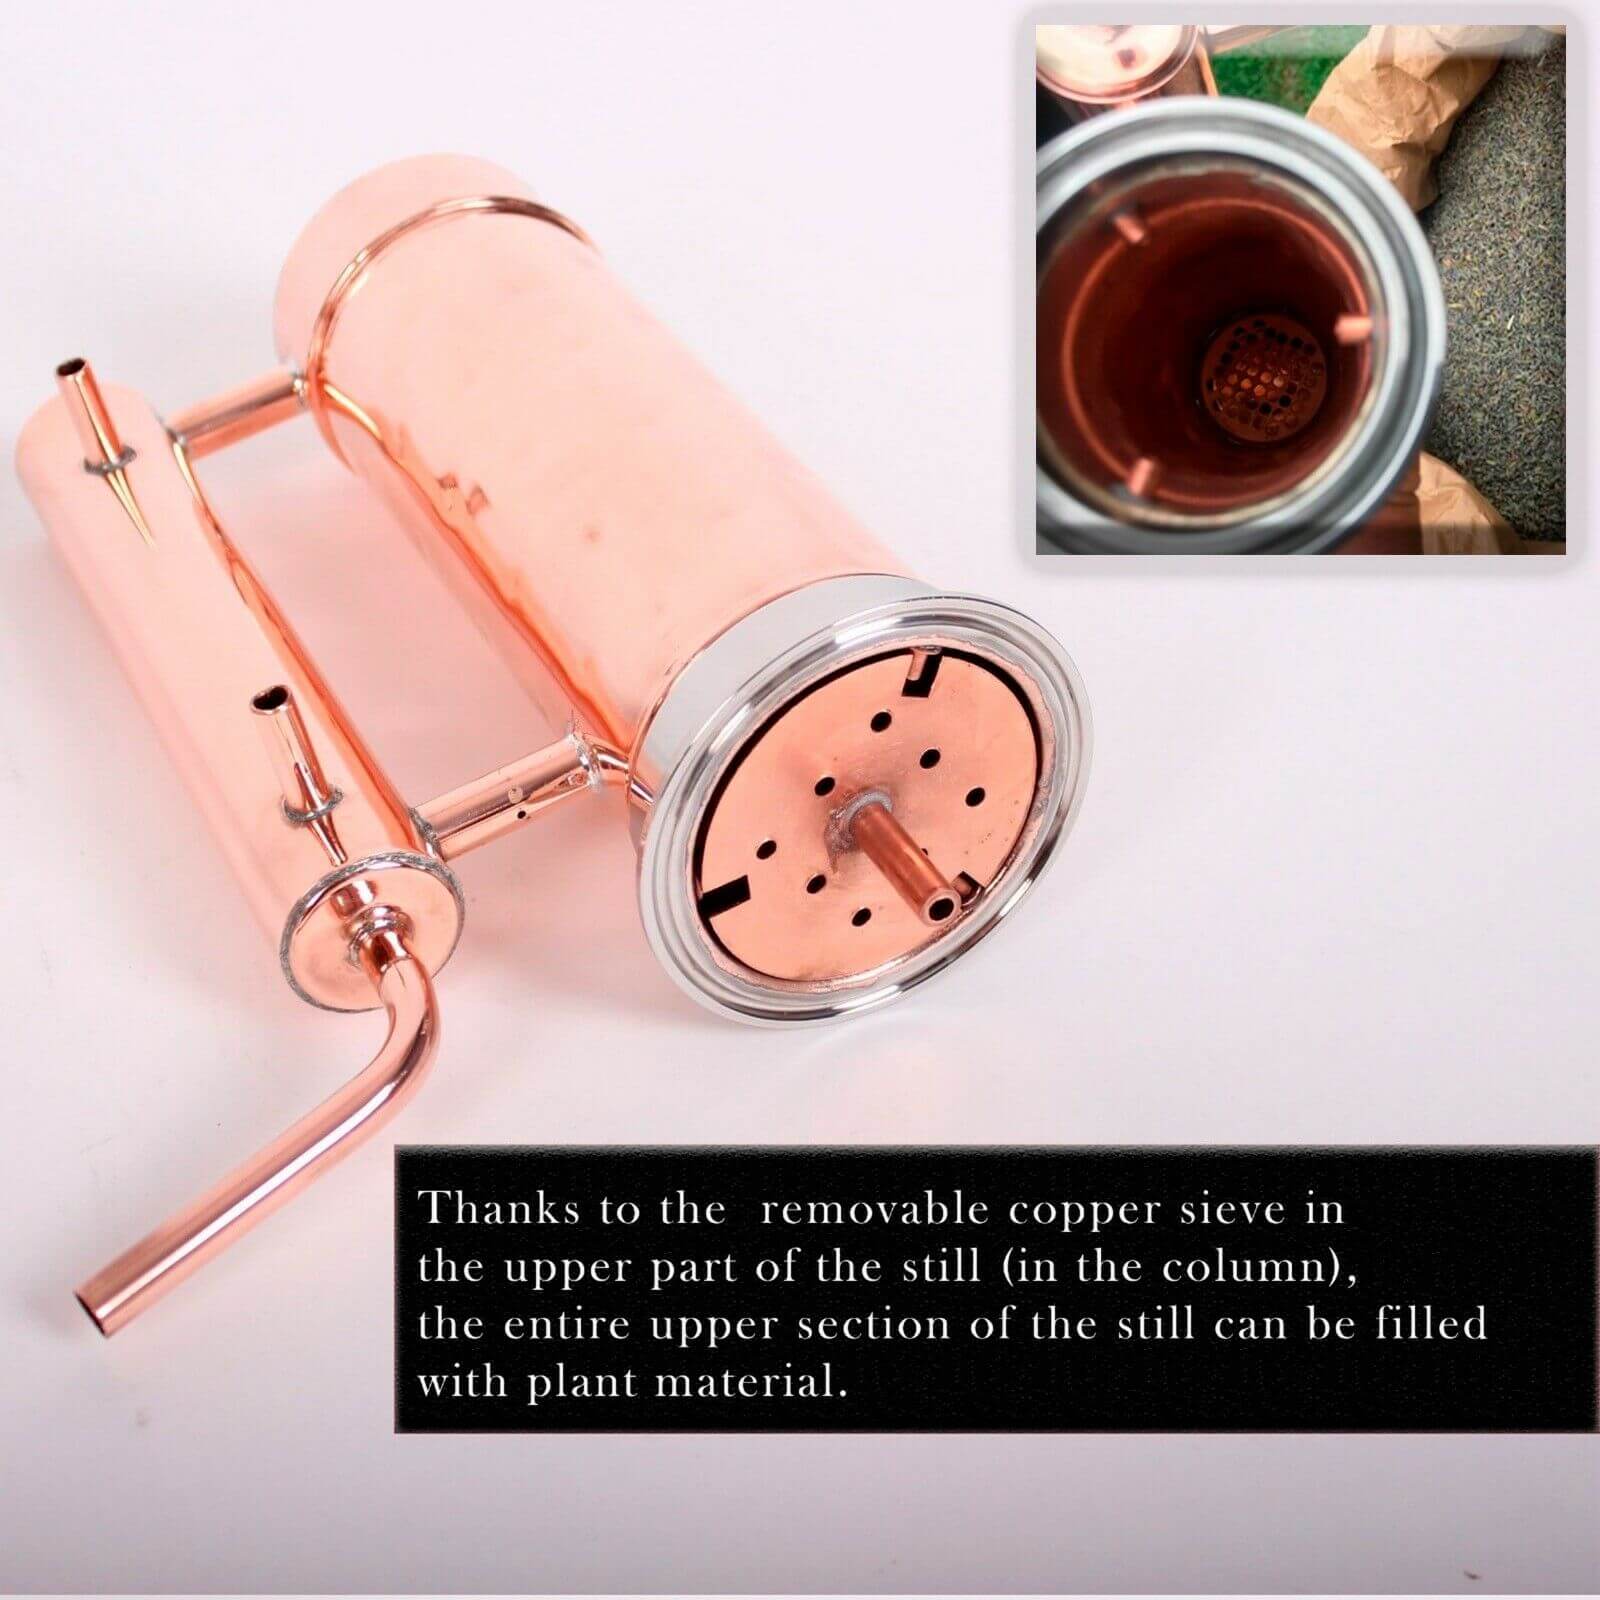 Thanks to the  removable copper sieve in
the upper part of the still (in the column),
the entire upper section of the still can be filled
with plant material.